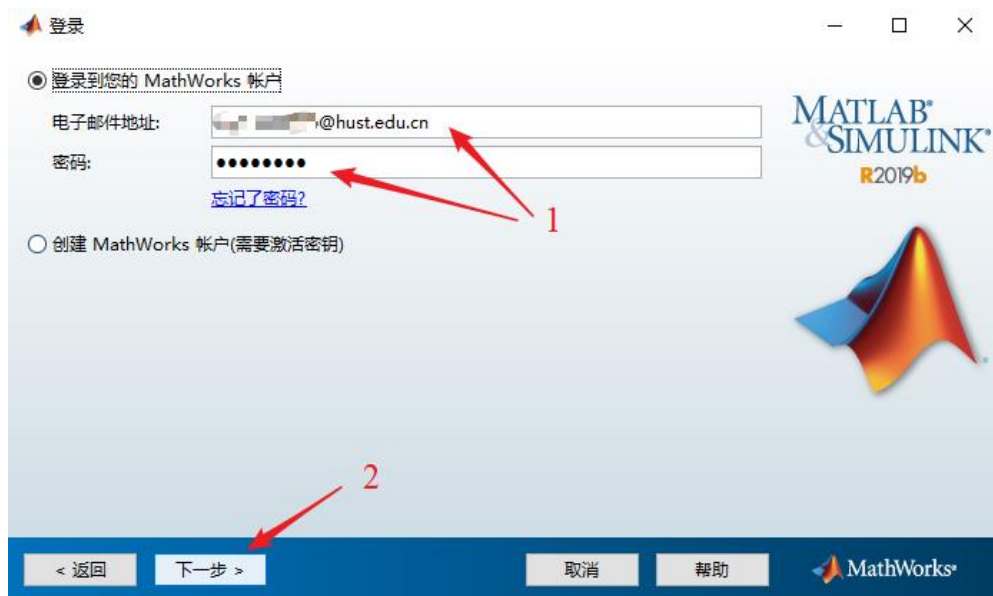 登录
登录到您的 MathWorks 帐户
电子邮件地址:
@hust.edu.cn
密码:
••••••••
忘记了密码?
1
创建 MathWorks 帐户(需要激活密钥)
MATLAB®
&SIMULINK®
R2019b
2
< 返回
下一步 >
取消
帮助
MathWorks®